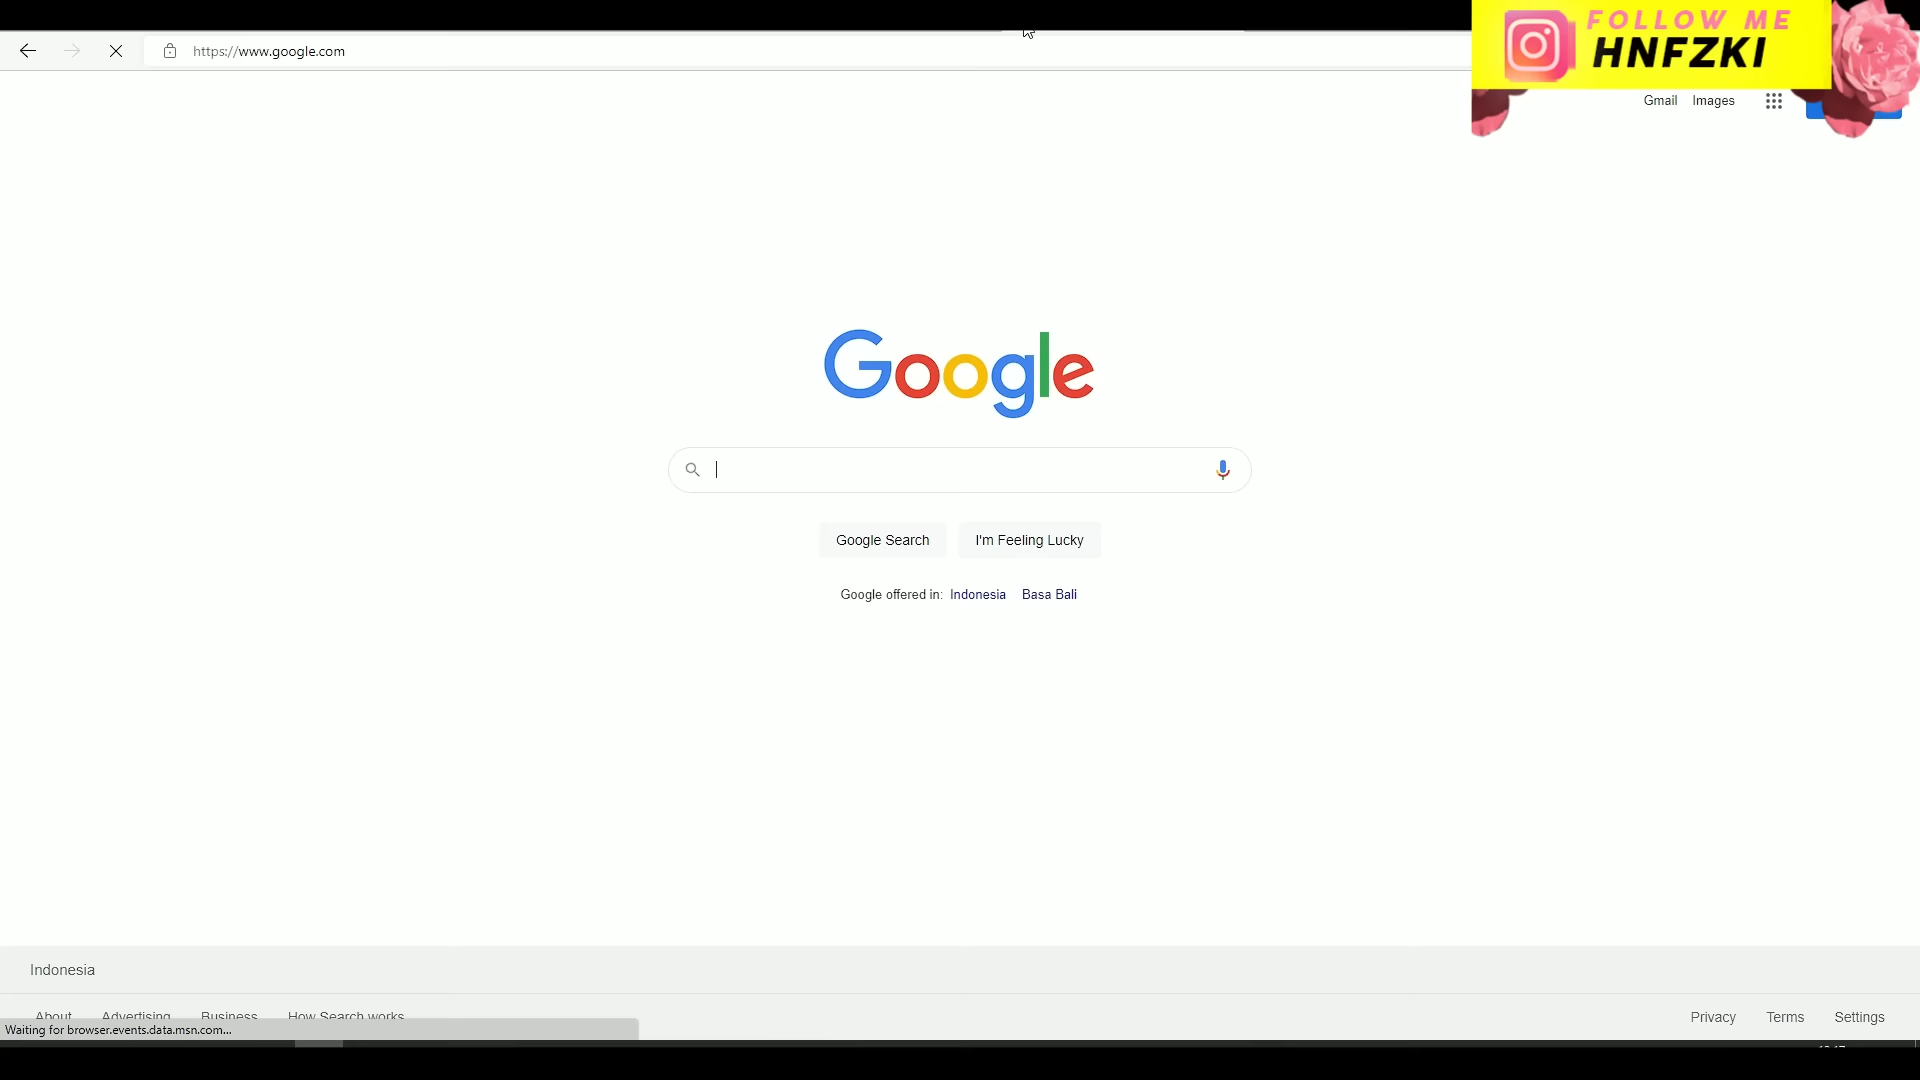 FOLLOW ME
HNFZKI
https://www.google.com
Gmail Images
Google
Google Search I'm Feeling Lucky
Google offered in: Indonesia Basa Bali
Indonesia
About Advertising Business How Search works
Privacy Terms Settings
Waiting for browser.events.data.msn.com...